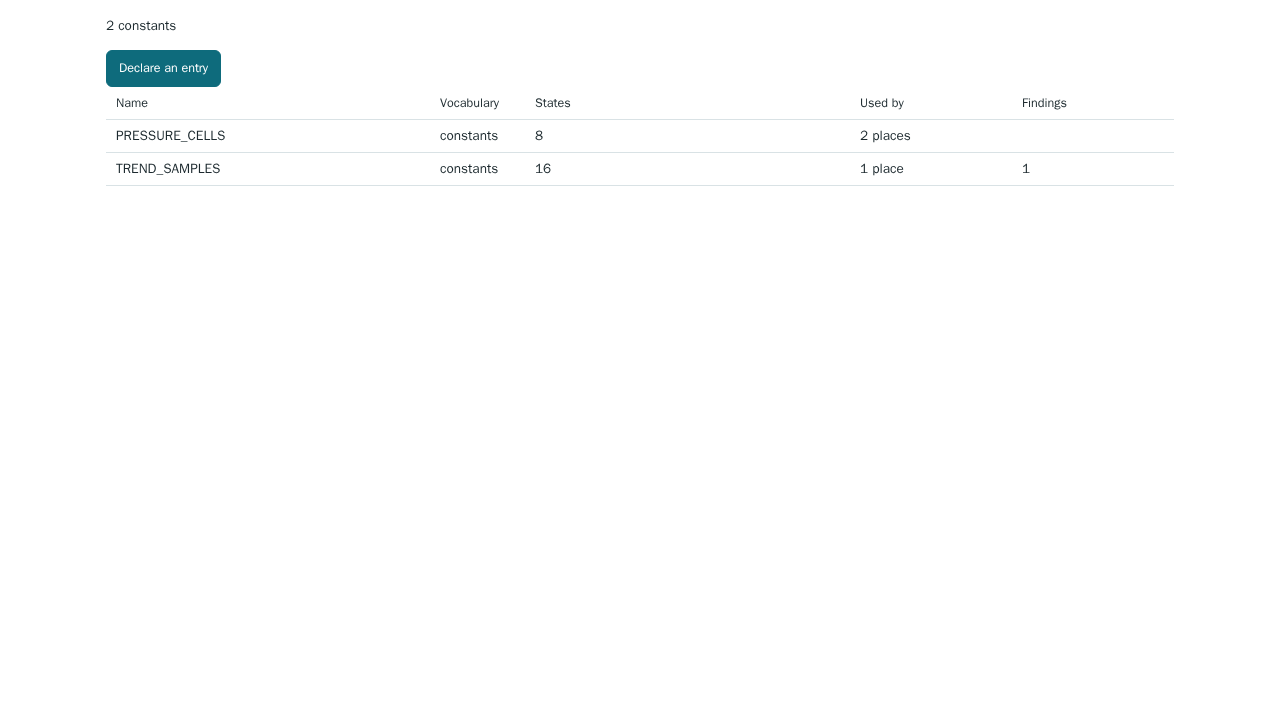 2 constants
Declare an entry
Name Vocabulary States Used by Findings
PRESSURE_CELLS constants 8 2 places
TREND_SAMPLES constants 16 1 place 1